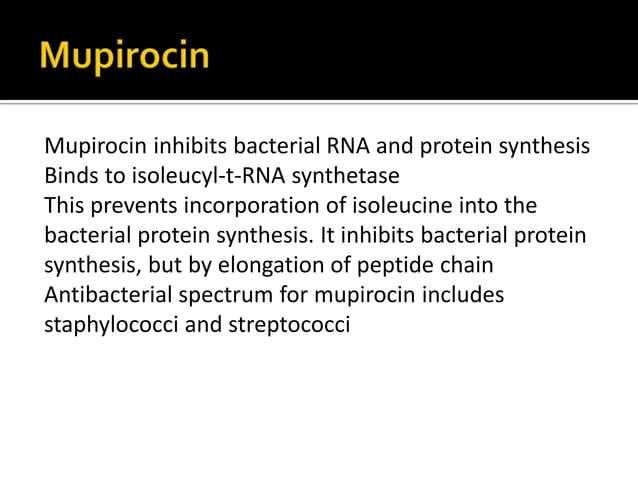 Mupirocin
Mupirocin inhibits bacterial RNA and protein synthesis
Binds to isoleucyl-t-RNA synthetase
This prevents incorporation of isoleucine into the
bacterial protein synthesis. It inhibits bacterial protein
synthesis, but by elongation of peptide chain
Antibacterial spectrum for mupirocin includes
staphylococci and streptococci